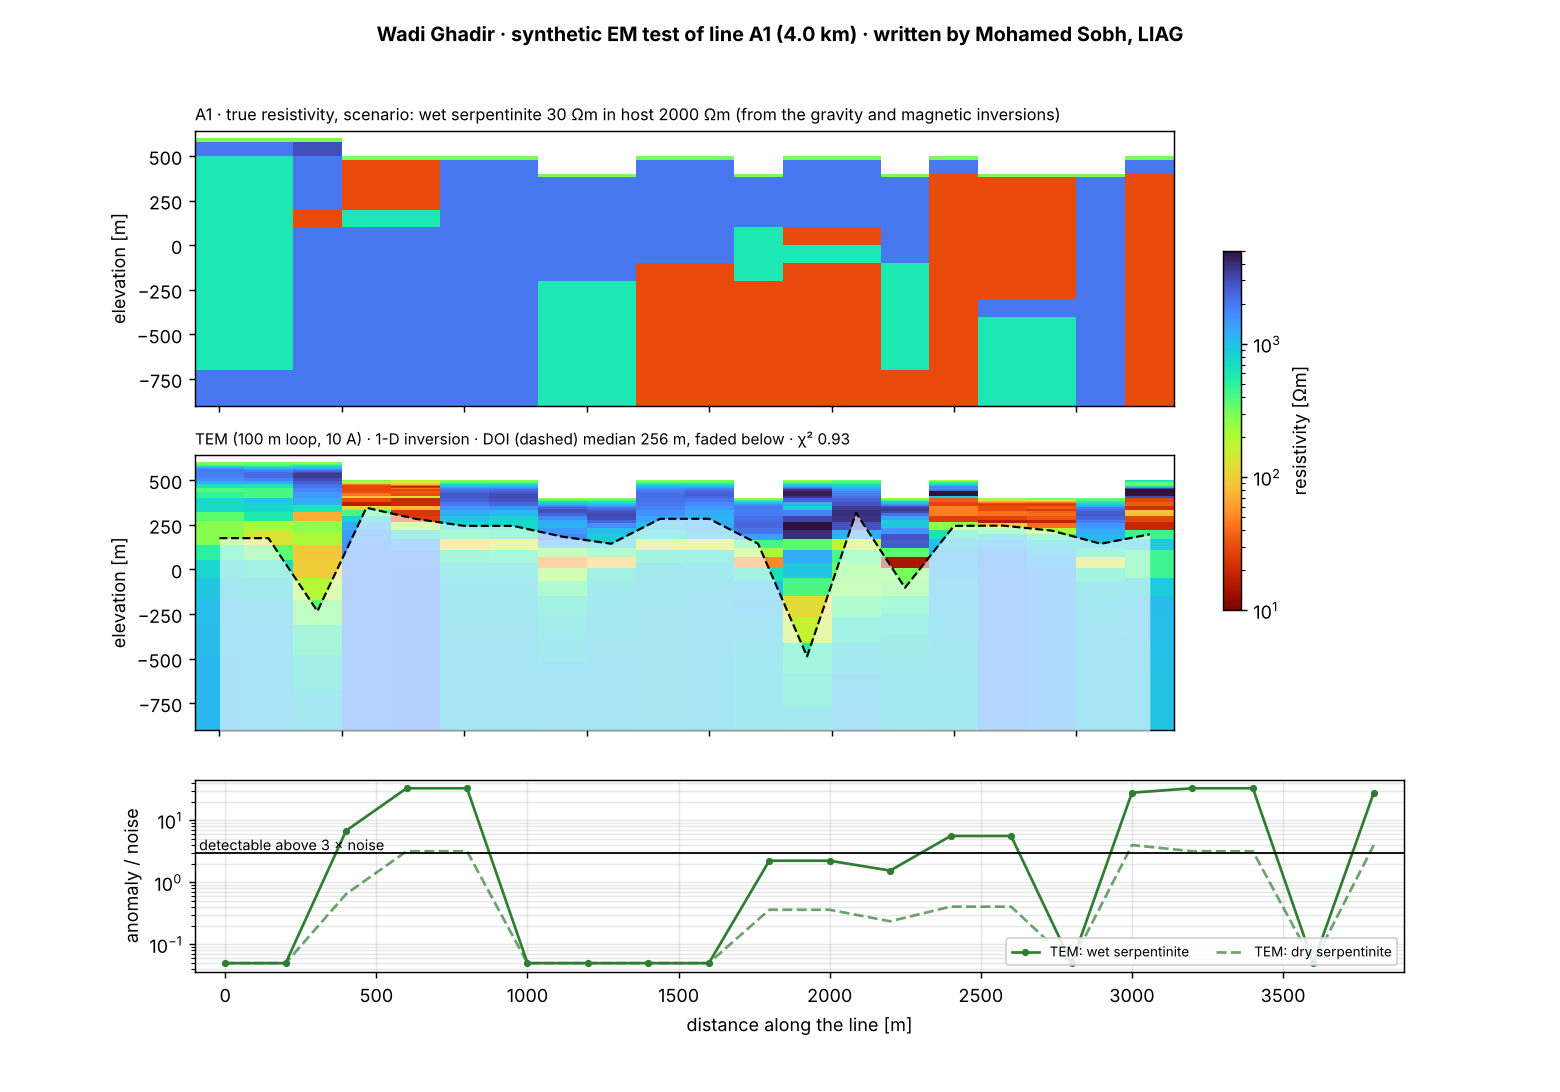 Wadi Ghadir · synthetic EM test of line A1 (4.0 km) · written by Mohamed Sobh, LIAG
A1 · true resistivity, scenario: wet serpentinite 30 Ωm in host 2000 Ωm (from the gravity and magnetic inversions)
500
250
0
−250
−500
−750
elevation [m]
TEM (100 m loop, 10 A) · 1-D inversion · DOI (dashed) median 256 m, faded below · χ² 0.93
500
250
0
−250
−500
−750
elevation [m]
10³
10²
10¹
resistivity [Ωm]
10¹
10⁰
10⁻¹
anomaly / noise
detectable above 3 × noise
TEM: wet serpentinite
TEM: dry serpentinite
0 500 1000 1500 2000 2500 3000 3500
distance along the line [m]